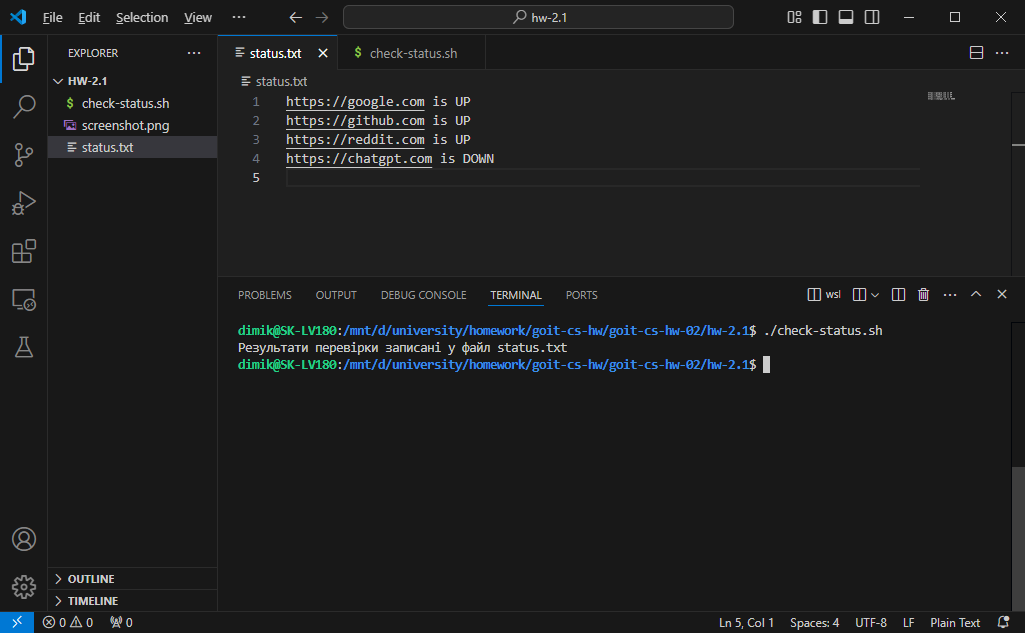 File Edit Selection View ··· hw-2.1
EXPLORER ···
HW-2.1
$ check-status.sh
screenshot.png
status.txt
OUTLINE
TIMELINE
status.txt $ check-status.sh ···
status.txt
1 https://google.com is UP
2 https://github.com is UP
3 https://reddit.com is UP
4 https://chatgpt.com is DOWN
5
PROBLEMS OUTPUT DEBUG CONSOLE TERMINAL PORTS wsl ···
dimik@SK-LV180:/mnt/d/university/homework/goit-cs-hw/goit-cs-hw-02/hw-2.1$ ./check-status.sh
Результати перевірки записані у файл status.txt
dimik@SK-LV180:/mnt/d/university/homework/goit-cs-hw/goit-cs-hw-02/hw-2.1$
0 0 0 Ln 5, Col 1 Spaces: 4 UTF-8 LF Plain Text